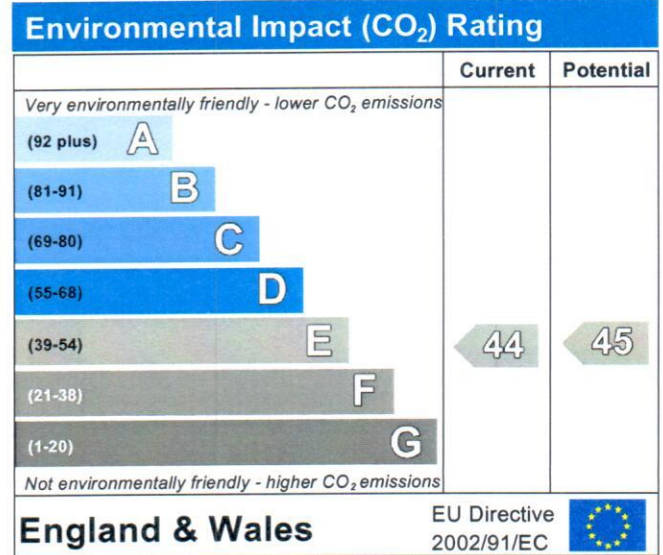 Environmental Impact (CO₂) Rating
Current Potential
Very environmentally friendly - lower CO₂ emissions
(92 plus) A
(81-91) B
(69-80) C
(55-68) D
(39-54) E 44 45
(21-38) F
(1-20) G
Not environmentally friendly - higher CO₂ emissions
England & Wales
EU Directive
2002/91/EC